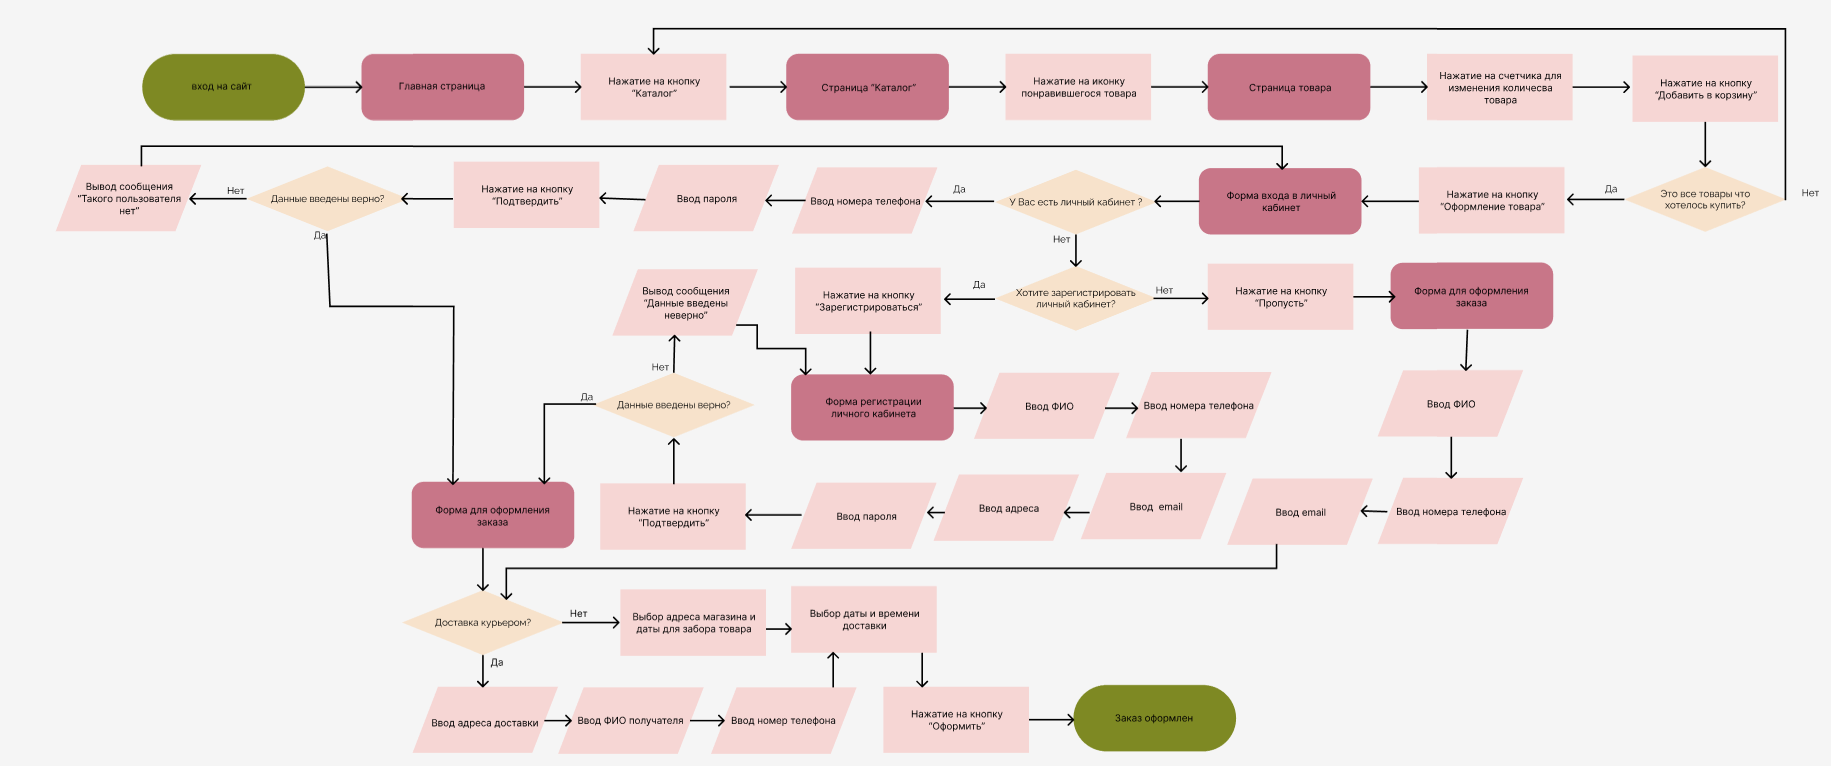 вход на сайт
Главная страница
Нажатие на кнопку
“Каталог”
Страница “Каталог”
Нажатие на иконку
понравившегося товара
Страница товара
Нажатие на счетчика для
изменения количесва
товара
Нажатие на кнопку
“Добавить в корзину”
Вывод сообщения
“Такого пользователя
нет”
Нет
Данные введены верно?
Да
Нажатие на кнопку
“Подтвердить”
Ввод пароля
Ввод номера телефона
Да
У Вас есть личный кабинет ?
Нет
Форма входа в личный
кабинет
Нажатие на кнопку
“Оформление товара”
Да
Это все товары что
хотелось купить?
Нет
Вывод сообщения
“Данные введены
неверно”
Нажатие на кнопку
“Зарегистрироваться”
Да
Хотите зарегистрировать
личный кабинет?
Нет
Нажатие на кнопку
“Пропусть”
Форма для оформления
заказа
Нет
Да
Данные введены верно?
Форма регистрации
личного кабинета
Ввод ФИО
Ввод номера телефона
Ввод ФИО
Форма для оформления
заказа
Нажатие на кнопку
“Подтвердить”
Ввод пароля
Ввод адреса
Ввод email
Ввод email
Ввод номера телефона
Доставка курьером?
Нет
Да
Выбор адреса магазина и
даты для забора товара
Выбор даты и времени
доставки
Ввод адреса доставки
Ввод ФИО получателя
Ввод номер телефона
Нажатие на кнопку
“Оформить”
Заказ оформлен